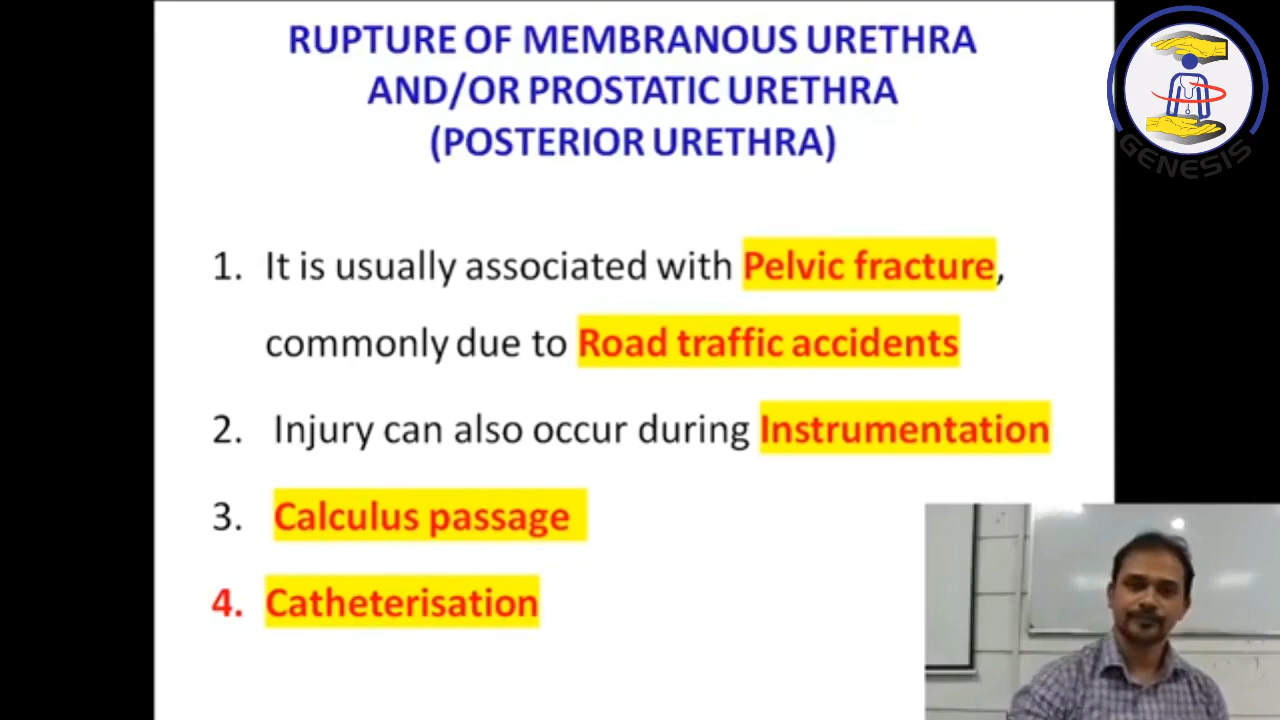 RUPTURE OF MEMBRANOUS URETHRA
AND/OR PROSTATIC URETHRA
(POSTERIOR URETHRA)
GENESIS
1. It is usually associated with Pelvic fracture,
commonly due to Road traffic accidents
2. Injury can also occur during Instrumentation
3. Calculus passage
4. Catheterisation